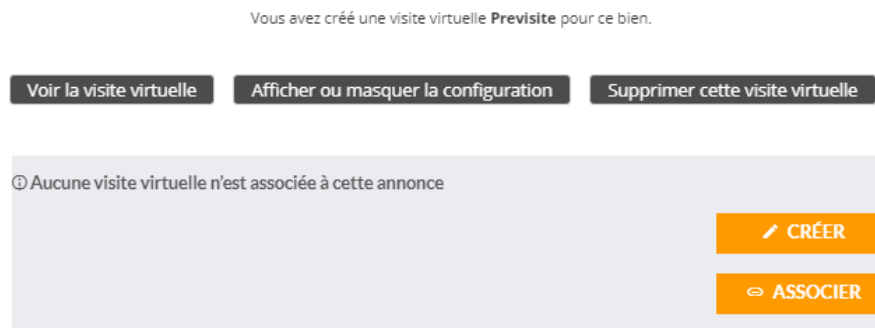 Vous avez créé une visite virtuelle Previsite pour ce bien.
Voir la visite virtuelle Afficher ou masquer la configuration Supprimer cette visite virtuelle
Aucune visite virtuelle n'est associée à cette annonce
CRÉER
ASSOCIER